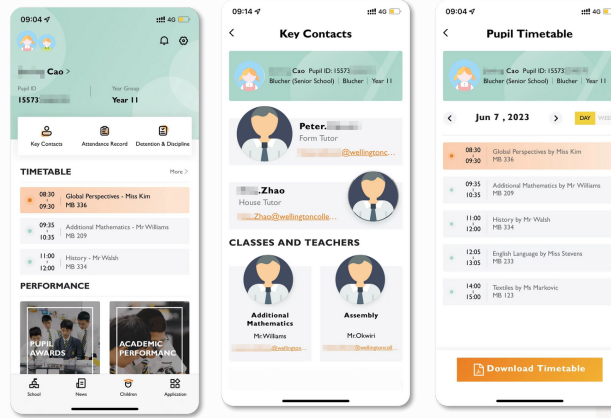 09:04
4G
Cao >
Pupil ID
Year Group
15573
Year 11
Key Contacts
Attendance Record
Detention & Discipline
TIMETABLE
More >
08:30
09:30
Global Perspectives - Miss Kim
MB 336
09:35
10:35
Additional Mathematics - Mr Williams
MB 209
11:00
12:00
History - Mr Walsh
MB 334
PERFORMANCE
PUPIL
AWARDS
ACADEMIC
PERFORMANC
School
News
Children
Application
09:14
4G
Key Contacts
Cao Pupil ID: 15573
Blucher (Senior School) | Blucher | Year 11
Peter.
Form Tutor
@wellingtonc...
.Zhao
House Tutor
.Zhao@wellingtoncolle...
CLASSES AND TEACHERS
Additional
Mathematics
Mr.Williams
@wellington...
Assembly
Mr.Okwiri
@wellingtoncoll...
09:04
4G
Pupil Timetable
Cao Pupil ID: 15573
Blucher (Senior School) | Blucher | Year 11
< Jun 7 , 2023 >
DAY
08:30
09:30
Global Perspectives by Miss Kim
MB 336
09:35
10:35
Additional Mathematics by Mr Williams
MB 209
11:00
12:00
History by Mr Walsh
MB 334
12:05
13:05
English Language by Miss Stevens
MB 233
14:00
15:00
Textiles by Ms Markovic
MB 123
Download Timetable